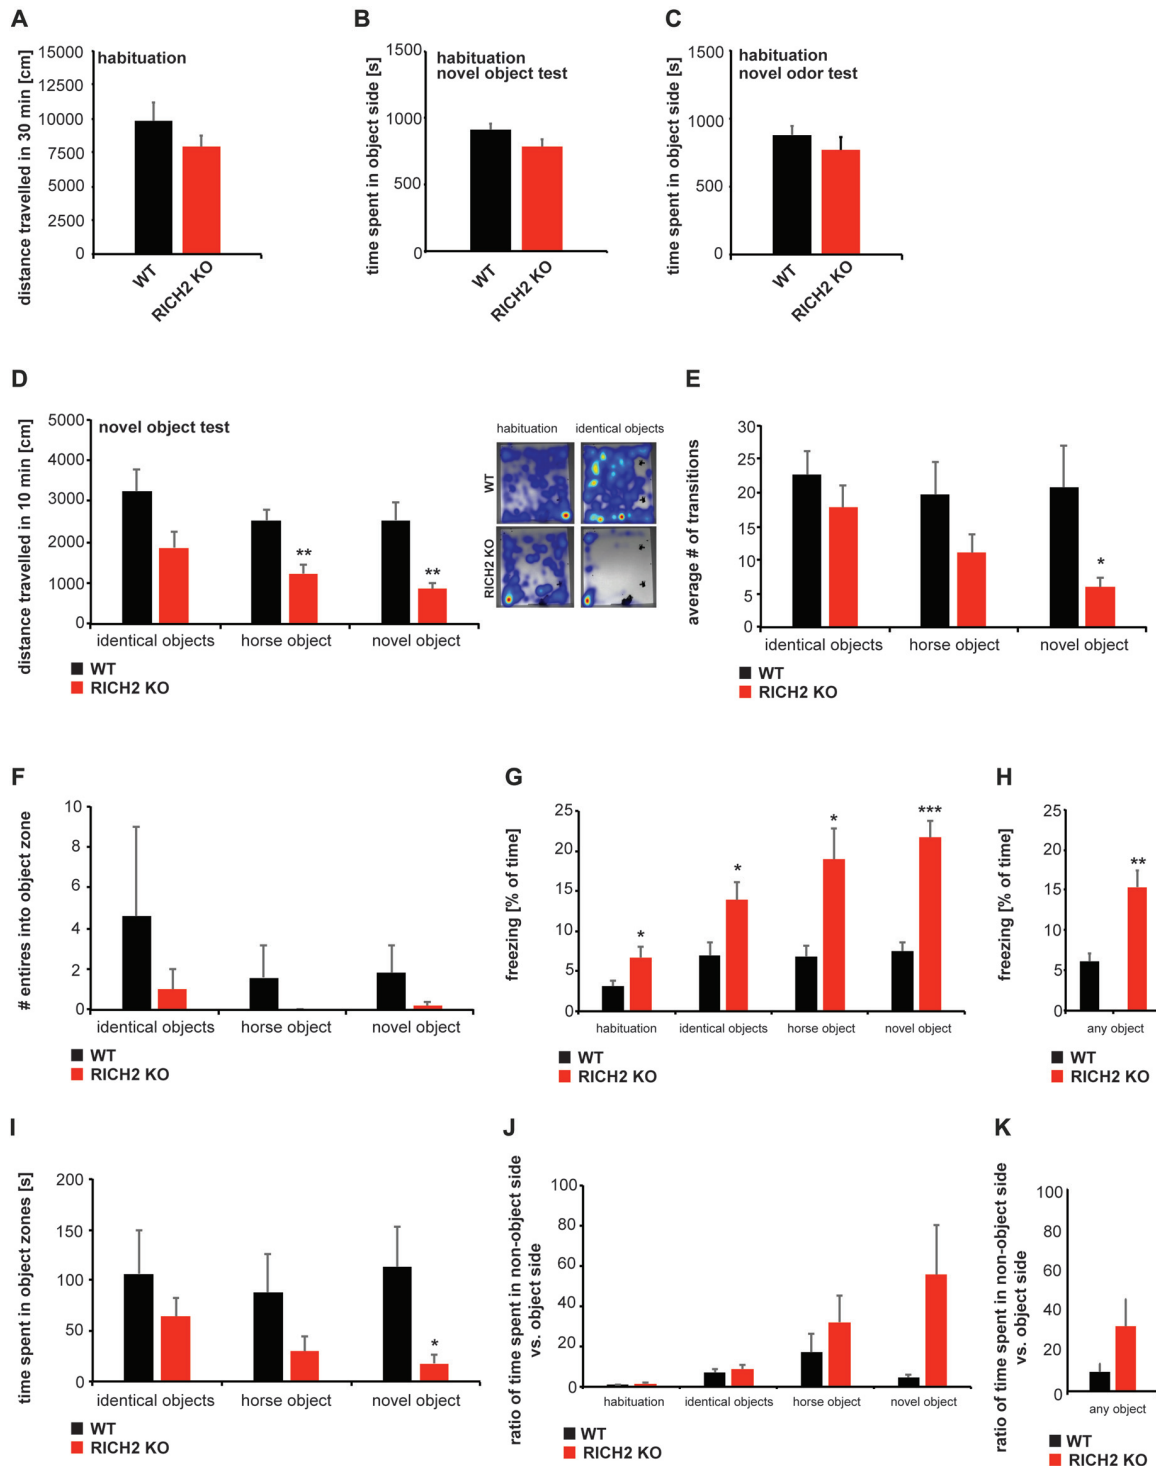 A
distance travelled in 30 min [cm]
15000
12500
10000
7500
5000
2500
0
habituation
WT
RICH2 KO
B
time spent in object side [s]
1500
1000
500
0
habituation
novel object test
WT
RICH2 KO
C
time spent in object side [s]
1500
1000
500
0
habituation
novel odor test
WT
RICH2 KO
D
distance travelled in 10 min [cm]
5000
4000
3000
2000
1000
0
novel object test
**
**
identical objects
horse object
novel object
WT
RICH2 KO
habituation
identical objects
WT
RICH2 KO
E
average # of transitions
30
25
20
15
10
5
0
*
identical objects
horse object
novel object
WT
RICH2 KO
F
# entires into object zone
10
8
6
4
2
0
identical objects
horse object
novel object
WT
RICH2 KO
G
freezing [% of time]
25
20
15
10
5
0
*
*
*
***
habituation
identical objects
horse object
novel object
WT
RICH2 KO
H
freezing [% of time]
25
20
15
10
5
0
**
any object
WT
RICH2 KO
I
time spent in object zones [s]
200
150
100
50
0
*
identical objects
horse object
novel object
WT
RICH2 KO
J
ratio of time spent in non-object side
vs. object side
100
80
60
40
20
0
habituation
identical objects
horse object
novel object
WT
RICH2 KO
K
ratio of time spent in non-object side
vs. object side
100
80
60
40
20
0
any object
WT
RICH2 KO